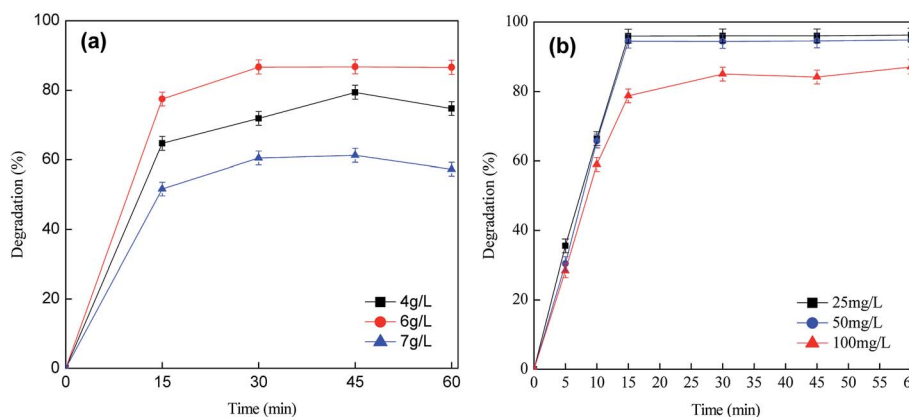 (a)
Degradation (%)
100
80
60
40
20
0
4g/L
6g/L
7g/L
0 15 30 45 60
Time (min)
(b)
Degradation (%)
100
80
60
40
20
0
25mg/L
50mg/L
100mg/L
0 5 10 15 20 25 30 35 40 45 50 55 60
Time (min)